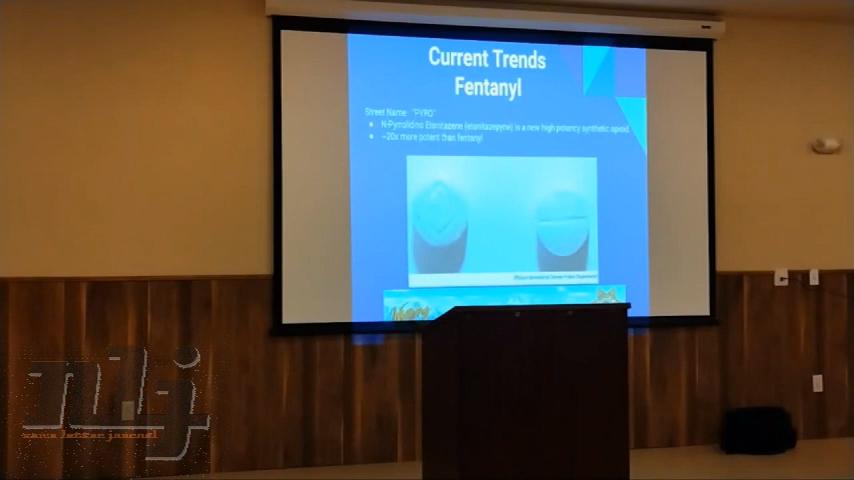 Current Trends
Fentanyl
Street Name: "PYRO"
N-Pyrrolidino Etonitazene (etonitazepyne) is a new high potency synthetic opioid
~20x more potent than fentanyl
nlj